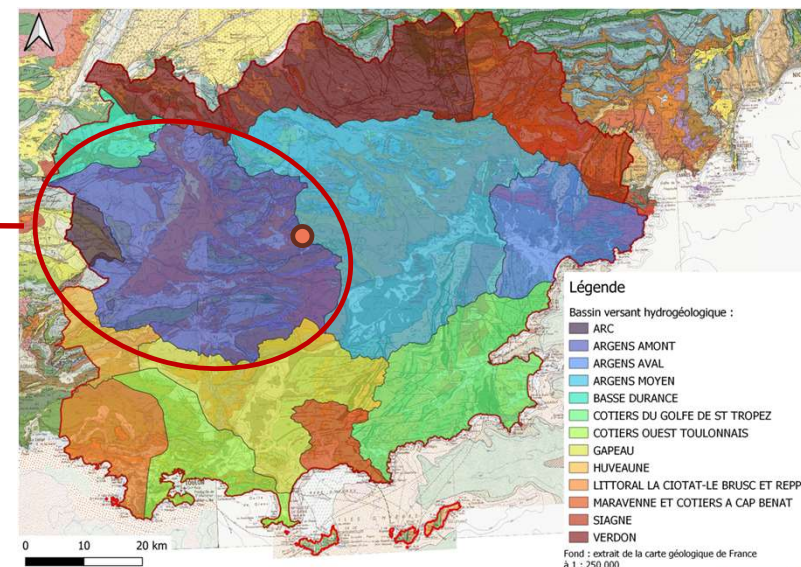 Légende
Bassin versant hydrogéologique :
ARC
ARGENS AMONT
ARGENS AVAL
ARGENS MOYEN
BASSE DURANCE
COTIERS DU GOLFE DE ST TROPEZ
COTIERS OUEST TOULONNAIS
GAPEAU
HUVEAUNE
LITTORAL LA CIOTAT-LE BRUSC ET REPP
MARAVENNE ET COTIERS A CAP BENAT
SIAGNE
VERDON
Fond : extrait de la carte géologique de France
à 1 : 250 000
0 10 20 km